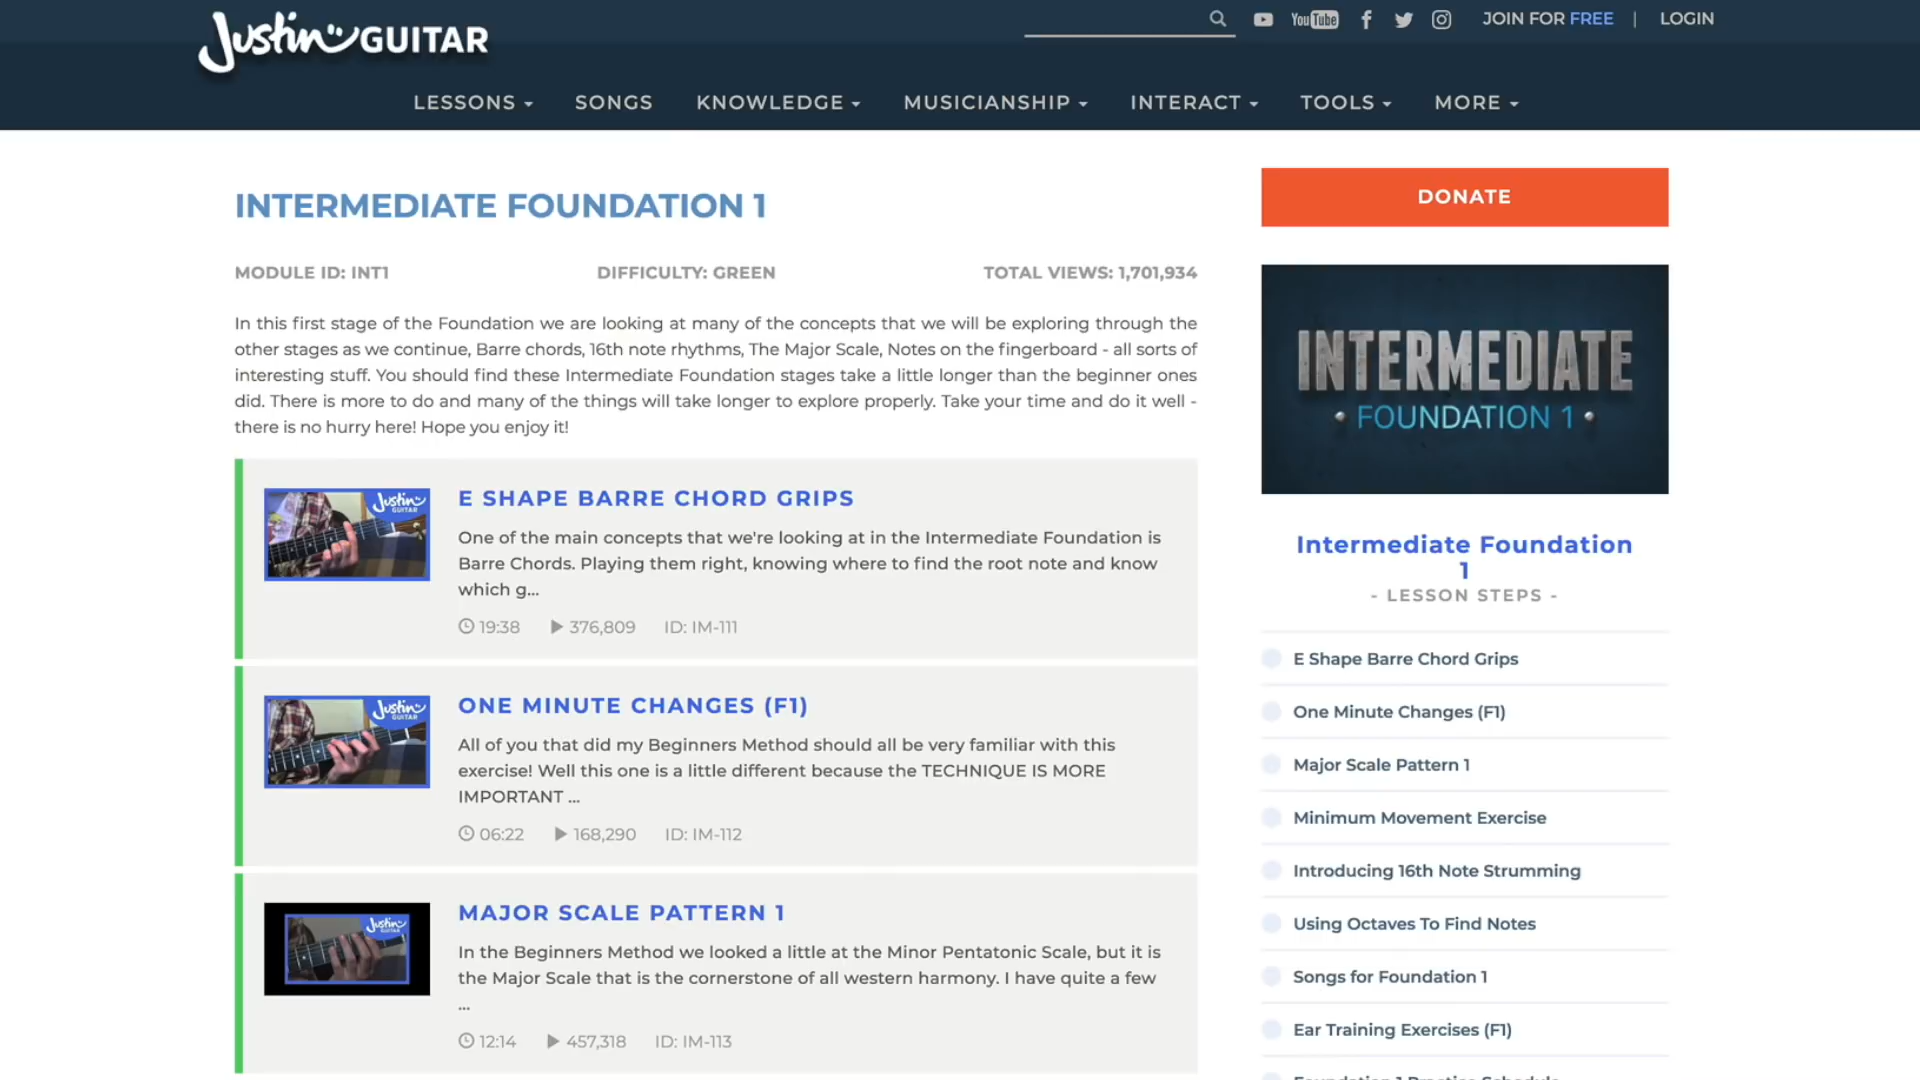 Justin GUITAR
You Tube
JOIN FOR FREE | LOGIN
LESSONS SONGS KNOWLEDGE MUSICIANSHIP INTERACT TOOLS MORE
INTERMEDIATE FOUNDATION 1
MODULE ID: INT1 DIFFICULTY: GREEN TOTAL VIEWS: 1,701,934
In this first stage of the Foundation we are looking at many of the concepts that we will be exploring through the
other stages as we continue, Barre chords, 16th note rhythms, The Major Scale, Notes on the fingerboard - all sorts of
interesting stuff. You should find these Intermediate Foundation stages take a little longer than the beginner ones
did. There is more to do and many of the things will take longer to explore properly. Take your time and do it well -
there is no hurry here! Hope you enjoy it!
Justin GUITAR
E SHAPE BARRE CHORD GRIPS
One of the main concepts that we're looking at in the Intermediate Foundation is
Barre Chords. Playing them right, knowing where to find the root note and know
which g...
19:38 376,809 ID: IM-111
Justin GUITAR
ONE MINUTE CHANGES (F1)
All of you that did my Beginners Method should all be very familiar with this
exercise! Well this one is a little different because the TECHNIQUE IS MORE
IMPORTANT ...
06:22 168,290 ID: IM-112
Justin GUITAR
MAJOR SCALE PATTERN 1
In the Beginners Method we looked a little at the Minor Pentatonic Scale, but it is
the Major Scale that is the cornerstone of all western harmony. I have quite a few
...
12:14 457,318 ID: IM-113
DONATE
INTERMEDIATE
• FOUNDATION 1 •
Intermediate Foundation
1
- LESSON STEPS -
E Shape Barre Chord Grips
One Minute Changes (F1)
Major Scale Pattern 1
Minimum Movement Exercise
Introducing 16th Note Strumming
Using Octaves To Find Notes
Songs for Foundation 1
Ear Training Exercises (F1)
Foundation 1 Practice Schedule